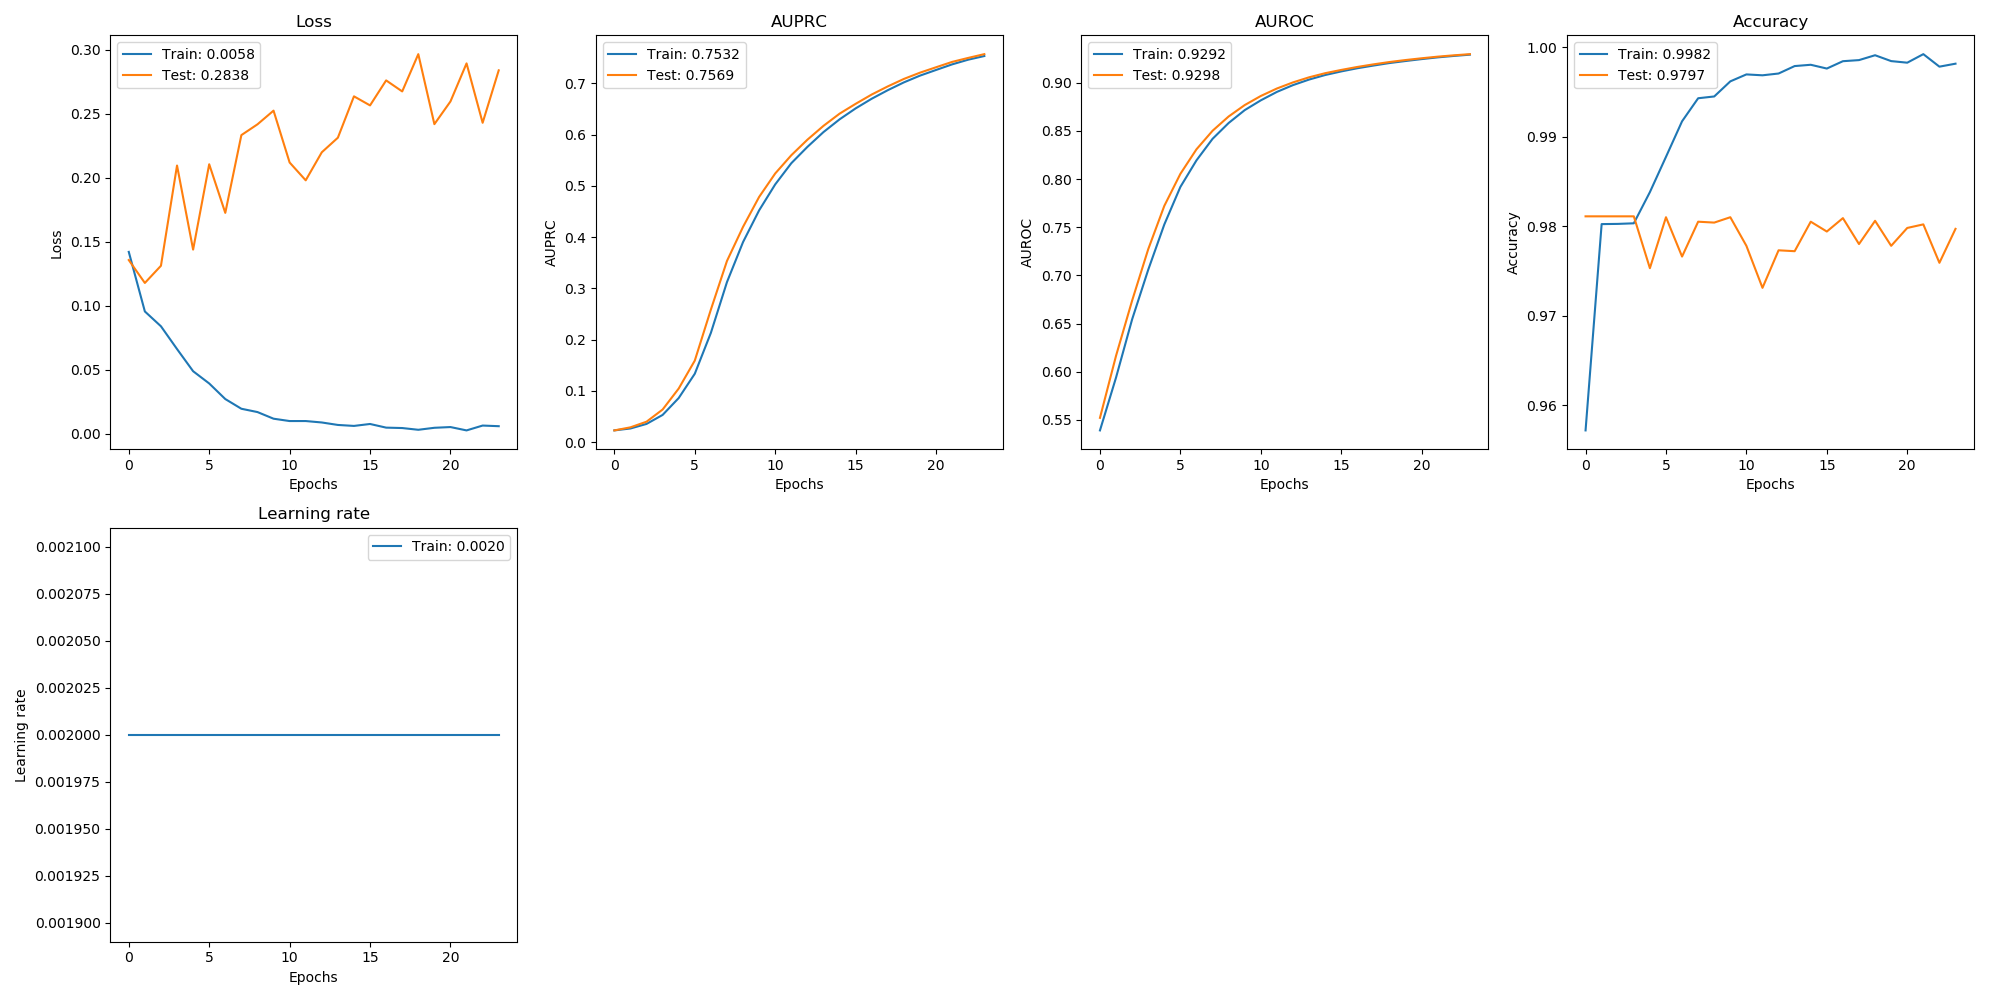 Loss
Train: 0.0058
Test: 0.2838
0.30
0.25
0.20
0.15
0.10
0.05
0.00
Loss
0 5 10 15 20
Epochs
AUPRC
Train: 0.7532
Test: 0.7569
0.7
0.6
0.5
0.4
0.3
0.2
0.1
0.0
AUPRC
0 5 10 15 20
Epochs
AUROC
Train: 0.9292
Test: 0.9298
0.90
0.85
0.80
0.75
0.70
0.65
0.60
0.55
AUROC
0 5 10 15 20
Epochs
Accuracy
Train: 0.9982
Test: 0.9797
1.00
0.99
0.98
0.97
0.96
Accuracy
0 5 10 15 20
Epochs
Learning rate
Train: 0.0020
0.002100
0.002075
0.002050
0.002025
0.002000
0.001975
0.001950
0.001925
0.001900
Learning rate
0 5 10 15 20
Epochs